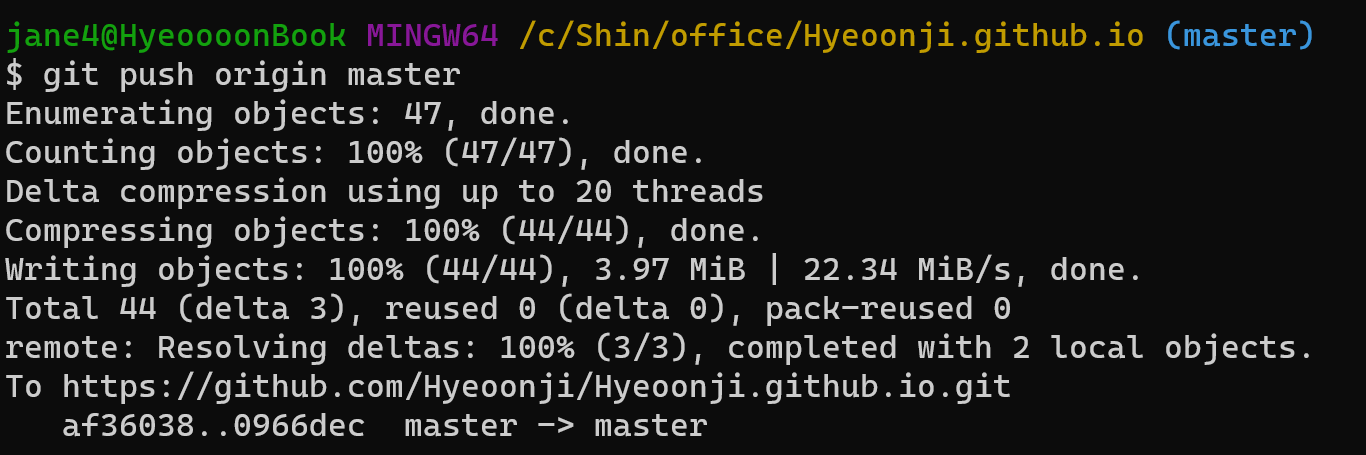 jane4@HyeoooonBook MINGW64 /c/Shin/office/Hyeoonji.github.io (master)
$ git push origin master
Enumerating objects: 47, done.
Counting objects: 100% (47/47), done.
Delta compression using up to 20 threads
Compressing objects: 100% (44/44), done.
Writing objects: 100% (44/44), 3.97 MiB | 22.34 MiB/s, done.
Total 44 (delta 3), reused 0 (delta 0), pack-reused 0
remote: Resolving deltas: 100% (3/3), completed with 2 local objects.
To https://github.com/Hyeoonji/Hyeoonji.github.io.git
   af36038..0966dec  master -> master